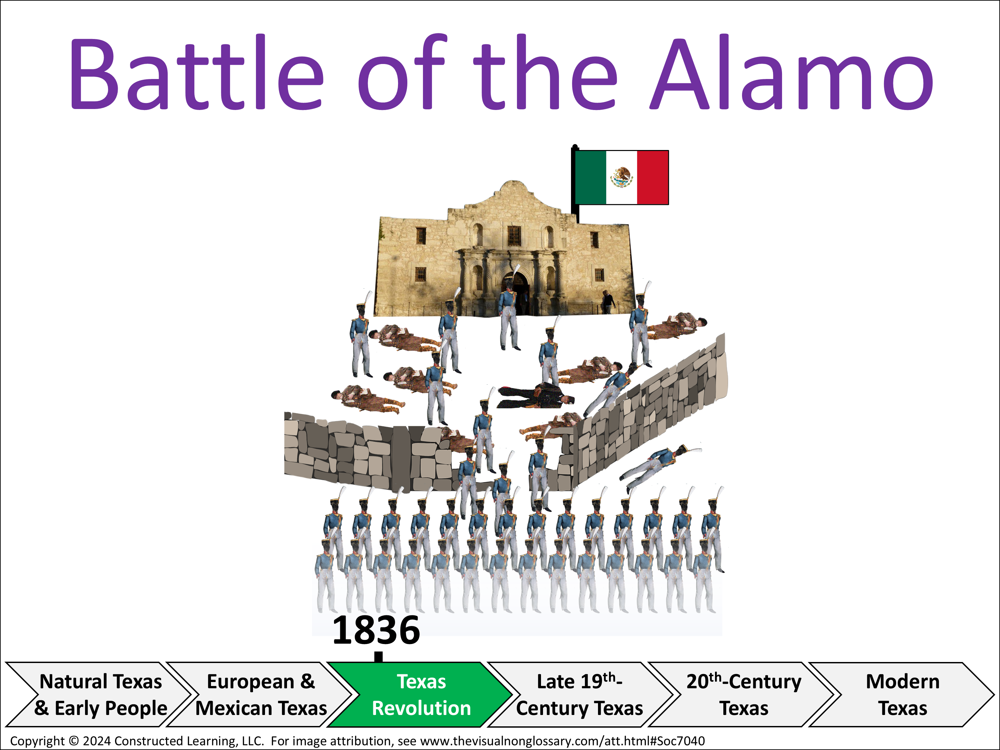 Battle of the Alamo
1836
Natural Texas
& Early People
European &
Mexican Texas
Texas
Revolution
Late 19th-
Century Texas
20th-Century
Texas
Modern
Texas
Copyright © 2024 Constructed Learning, LLC.  For image attribution, see www.thevisualnonglossary.com/att.html#Soc7040